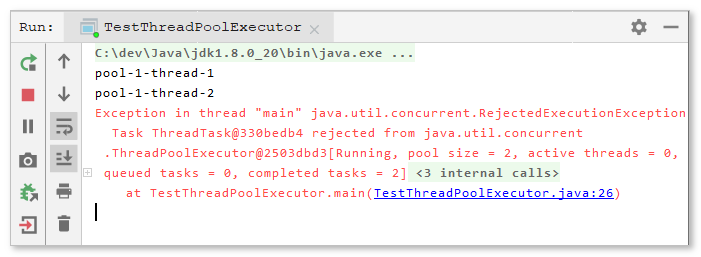 Run: TestThreadPoolExecutor
C:\dev\Java\jdk1.8.0_20\bin\java.exe ...
pool-1-thread-1
pool-1-thread-2
Exception in thread "main" java.util.concurrent.RejectedExecutionException
Task ThreadTask@330bedb4 rejected from java.util.concurrent
.ThreadPoolExecutor@2503dbd3[Running, pool size = 2, active threads = 0,
queued tasks = 0, completed tasks = 2] <3 internal calls>
at TestThreadPoolExecutor.main(TestThreadPoolExecutor.java:26)